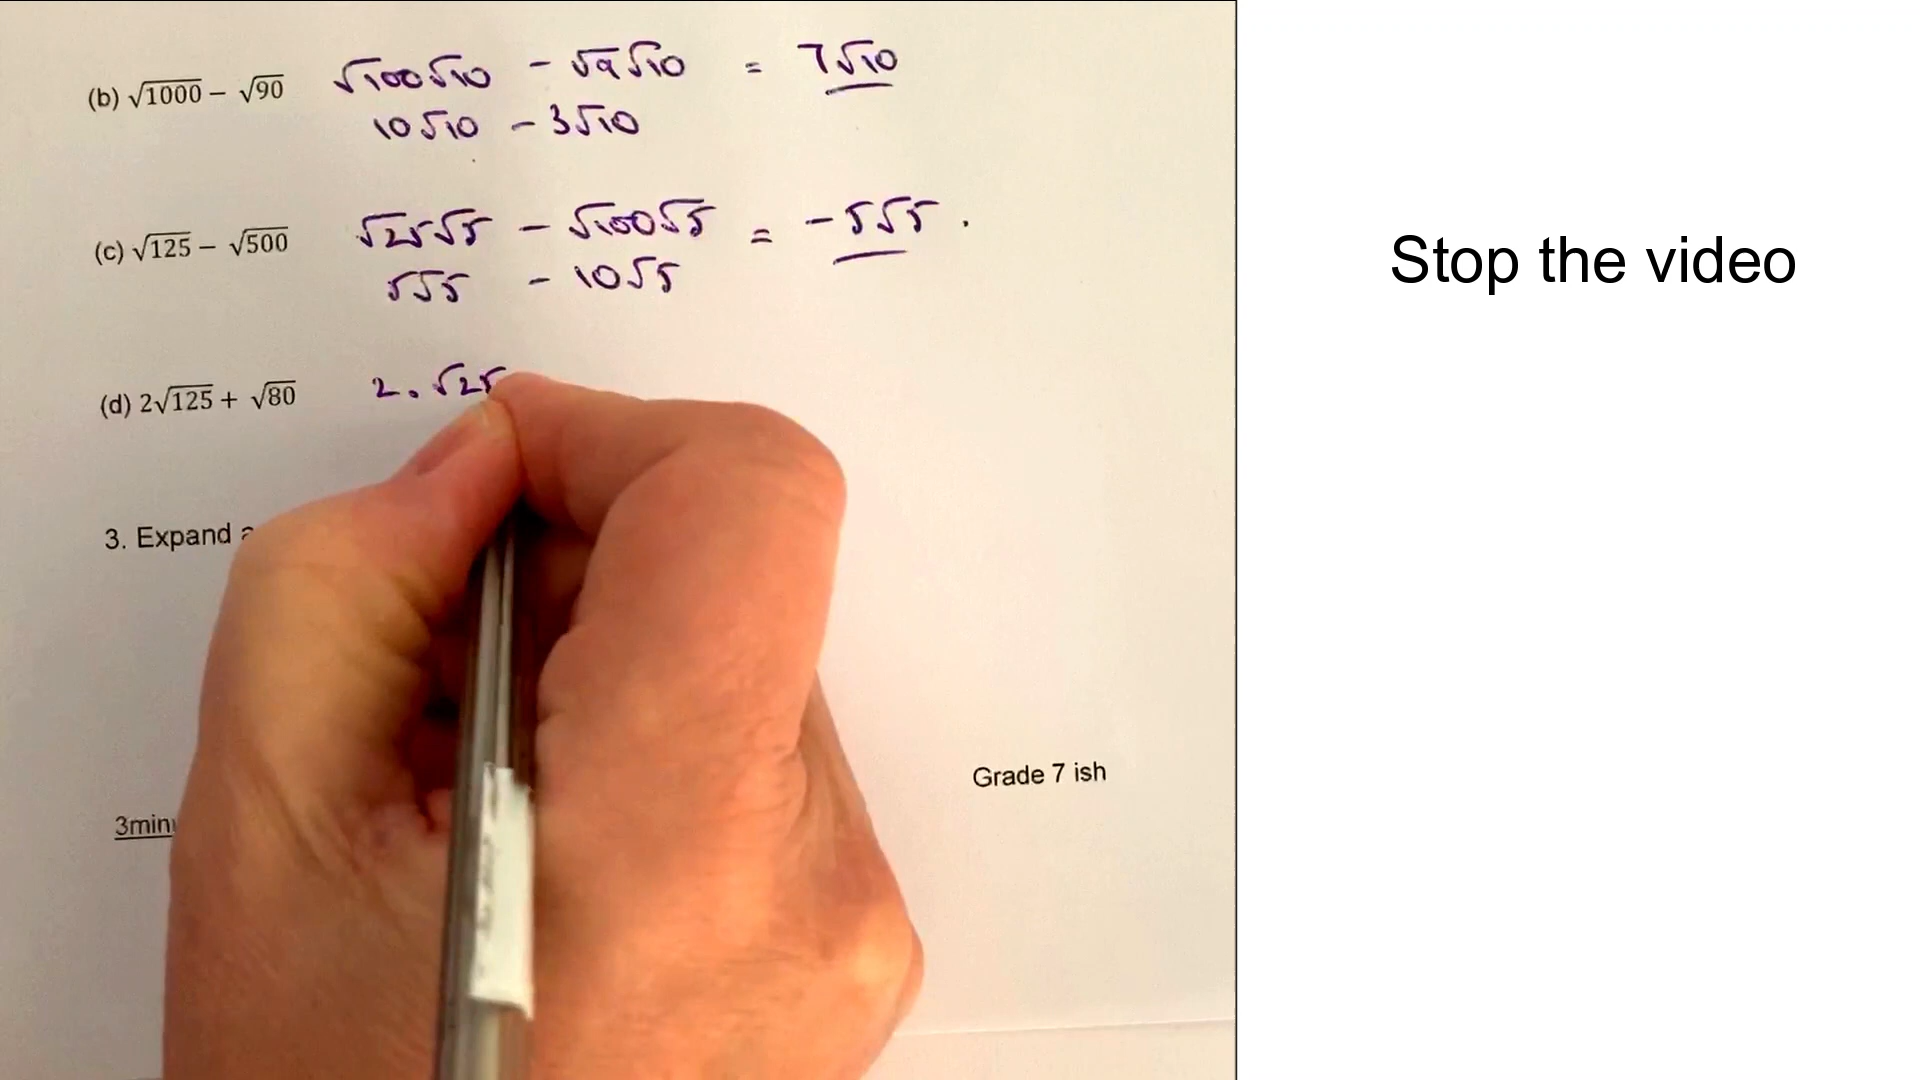 (b) √1000 − √90 √100√10 − √9√10 = 7√10
10√10 − 3√10
(c) √125 − √500 √25√5 − √100√5 = −5√5.
5√5 − 10√5
(d) 2√125 + √80 2.√25
3. Expand
Grade 7 ish
Stop the video